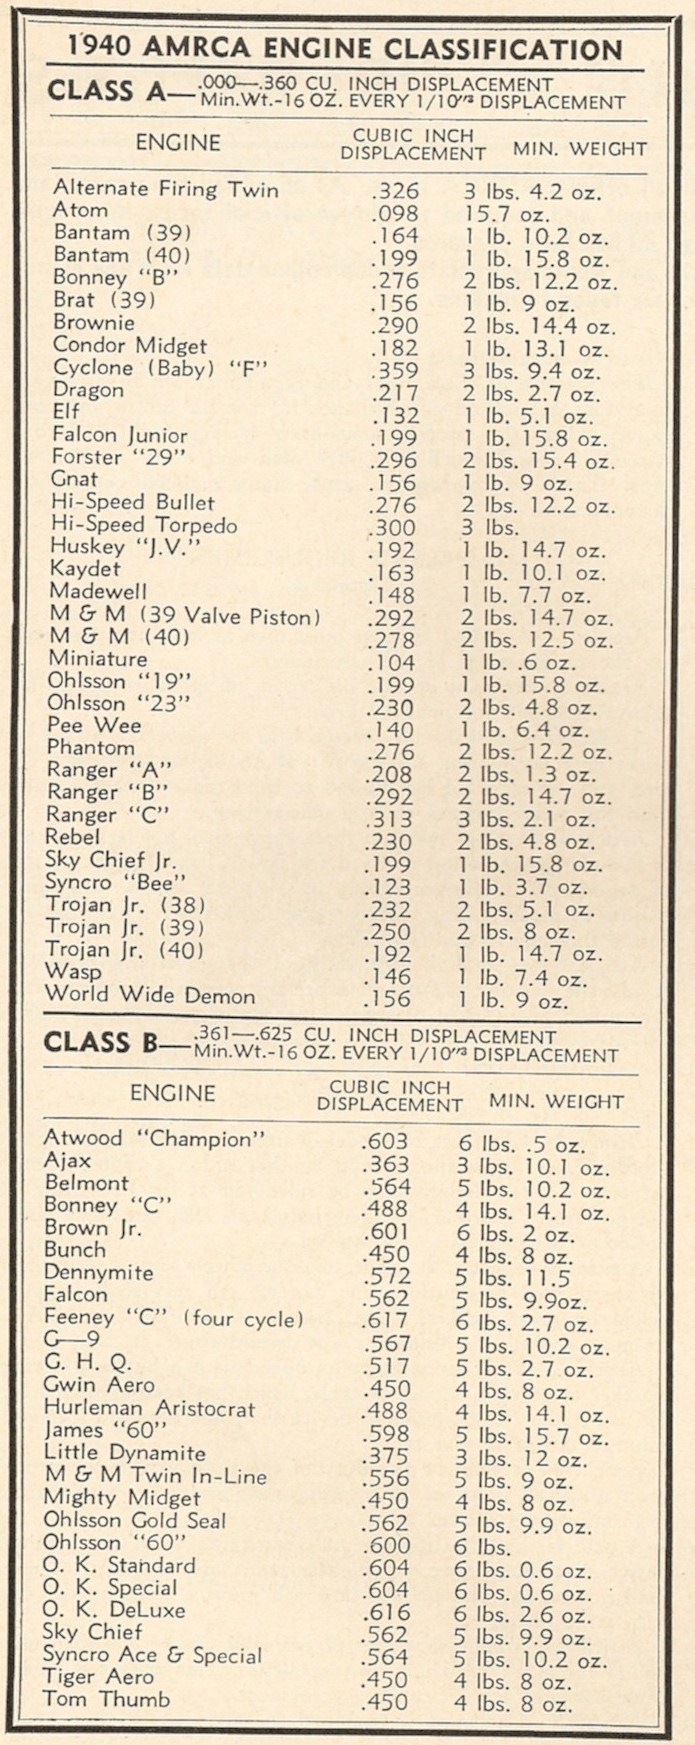 1940 AMRCA ENGINE CLASSIFICATION
CLASS A—.000—.360 CU. INCH DISPLACEMENT
Min.Wt.-16 OZ. EVERY 1/10"³ DISPLACEMENT
ENGINE CUBIC INCH DISPLACEMENT MIN. WEIGHT
Alternate Firing Twin .326 3 lbs. 4.2 oz.
Atom .098 15.7 oz.
Bantam (39) .164 1 lb. 10.2 oz.
Bantam (40) .199 1 lb. 15.8 oz.
Bonney "B" .276 2 lbs. 12.2 oz.
Brat (39) .156 1 lb. 9 oz.
Brownie .290 2 lbs. 14.4 oz.
Condor Midget .182 1 lb. 13.1 oz.
Cyclone (Baby) "F" .359 3 lbs. 9.4 oz.
Dragon .217 2 lbs. 2.7 oz.
Elf .132 1 lb. 5.1 oz.
Falcon Junior .199 1 lb. 15.8 oz.
Forster "29" .296 2 lbs. 15.4 oz.
Gnat .156 1 lb. 9 oz.
Hi-Speed Bullet .276 2 lbs. 12.2 oz.
Hi-Speed Torpedo .300 3 lbs.
Huskey "J.V." .192 1 lb. 14.7 oz.
Kaydet .163 1 lb. 10.1 oz.
Madewell .148 1 lb. 7.7 oz.
M & M (39 Valve Piston) .292 2 lbs. 14.7 oz.
M & M (40) .278 2 lbs. 12.5 oz.
Miniature .104 1 lb. .6 oz.
Ohlsson "19" .199 1 lb. 15.8 oz.
Ohlsson "23" .230 2 lbs. 4.8 oz.
Pee Wee .140 1 lb. 6.4 oz.
Phantom .276 2 lbs. 12.2 oz.
Ranger "A" .208 2 lbs. 1.3 oz.
Ranger "B" .292 2 lbs. 14.7 oz.
Ranger "C" .313 3 lbs. 2.1 oz.
Rebel .230 2 lbs. 4.8 oz.
Sky Chief Jr. .199 1 lb. 15.8 oz.
Syncro "Bee" .123 1 lb. 3.7 oz.
Trojan Jr. (38) .232 2 lbs. 5.1 oz.
Trojan Jr. (39) .250 2 lbs. 8 oz.
Trojan Jr. (40) .192 1 lb. 14.7 oz.
Wasp .146 1 lb. 7.4 oz.
World Wide Demon .156 1 lb. 9 oz.
CLASS B—.361—.625 CU. INCH DISPLACEMENT
Min.Wt.-16 OZ. EVERY 1/10"³ DISPLACEMENT
ENGINE CUBIC INCH DISPLACEMENT MIN. WEIGHT
Atwood "Champion" .603 6 lbs. .5 oz.
Ajax .363 3 lbs. 10.1 oz.
Belmont .564 5 lbs. 10.2 oz.
Bonney "C" .488 4 lbs. 14.1 oz.
Brown Jr. .601 6 lbs. 2 oz.
Bunch .450 4 lbs. 8 oz.
Dennymite .572 5 lbs. 11.5
Falcon .562 5 lbs. 9.9oz.
Feeney "C" (four cycle) .617 6 lbs. 2.7 oz.
G—9 .567 5 lbs. 10.2 oz.
G. H. Q. .517 5 lbs. 2.7 oz.
Gwin Aero .450 4 lbs. 8 oz.
Hurleman Aristocrat .488 4 lbs. 14.1 oz.
James "60" .598 5 lbs. 15.7 oz.
Little Dynamite .375 3 lbs. 12 oz.
M & M Twin In-Line .556 5 lbs. 9 oz.
Mighty Midget .450 4 lbs. 8 oz.
Ohlsson Gold Seal .562 5 lbs. 9.9 oz.
Ohlsson "60" .600 6 lbs.
O. K. Standard .604 6 lbs. 0.6 oz.
O. K. Special .604 6 lbs. 0.6 oz.
O. K. DeLuxe .616 6 lbs. 2.6 oz.
Sky Chief .562 5 lbs. 9.9 oz.
Syncro Ace & Special .564 5 lbs. 10.2 oz.
Tiger Aero .450 4 lbs. 8 oz.
Tom Thumb .450 4 lbs. 8 oz.